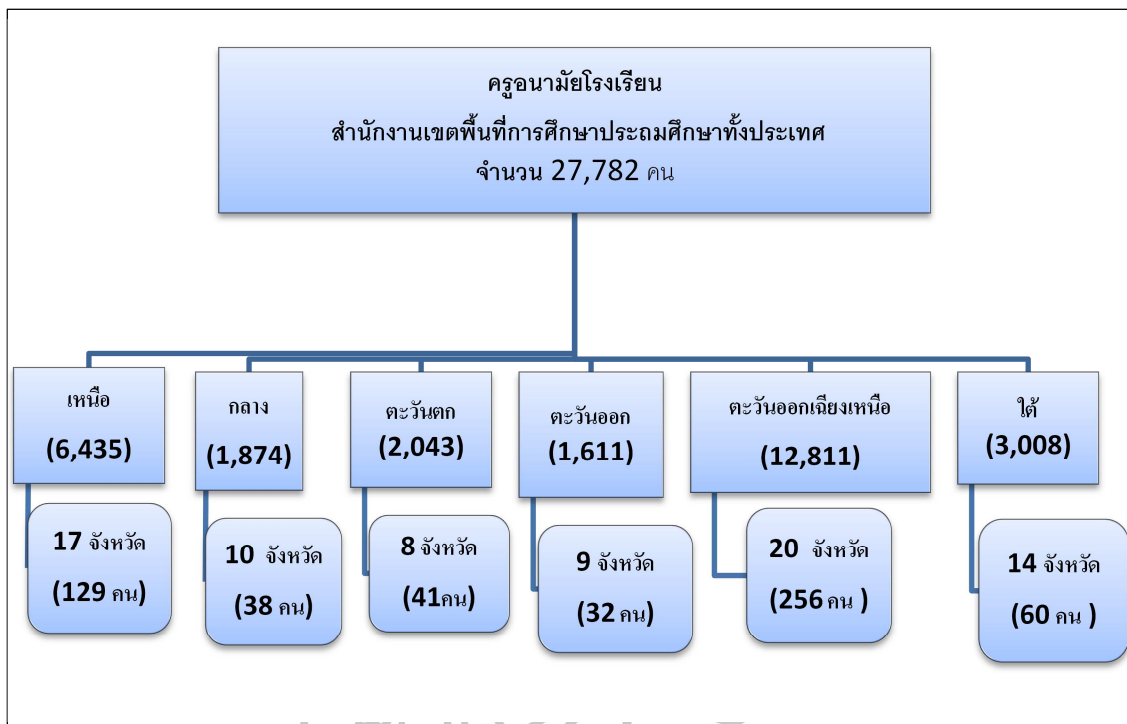 ครูอนามัยโรงเรียน
สำนักงานเขตพื้นที่การศึกษาประถมศึกษาทั้งประเทศ
จำนวน 27,782 คน
เหนือ
(6,435)
กลาง
(1,874)
ตะวันตก
(2,043)
ตะวันออก
(1,611)
ตะวันออกเฉียงเหนือ
(12,811)
ใต้
(3,008)
17 จังหวัด
(129 คน)
10 จังหวัด
(38 คน)
8 จังหวัด
(41คน)
9 จังหวัด
(32 คน)
20 จังหวัด
(256 คน )
14 จังหวัด
(60 คน )